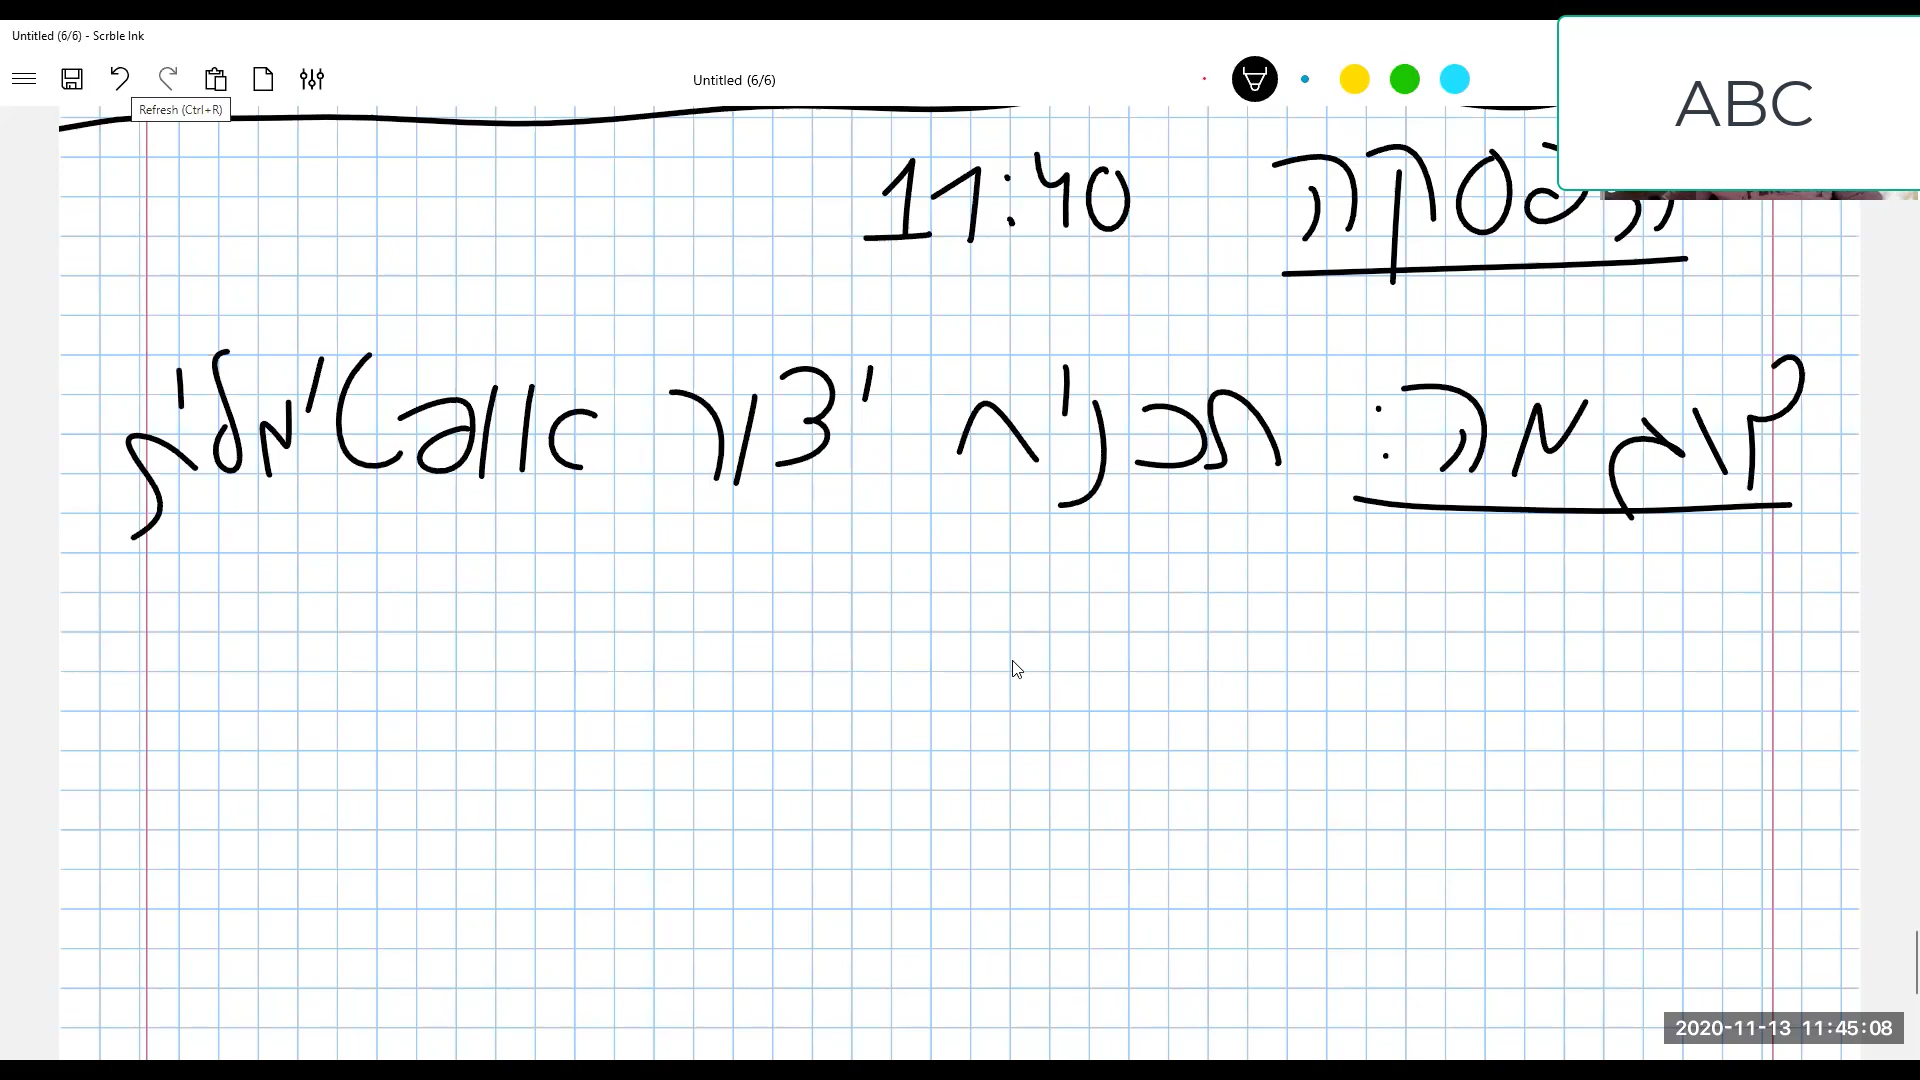 Untitled (6/6) - Scrble Ink
Untitled (6/6)
ABC
Refresh (Ctrl+R)
הפסקה 11:40
דוגמה: תכנית יצור אופטימלית
2020-11-13 11:45:08